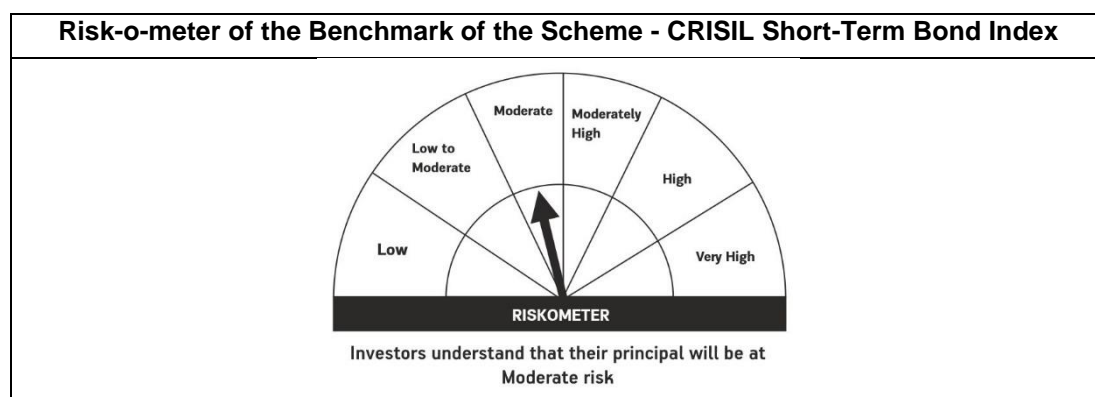 Risk-o-meter of the Benchmark of the Scheme - CRISIL Short-Term Bond Index
Low
Low to
Moderate
Moderate
Moderately
High
High
Very High
RISKOMETER
Investors understand that their principal will be at
Moderate risk